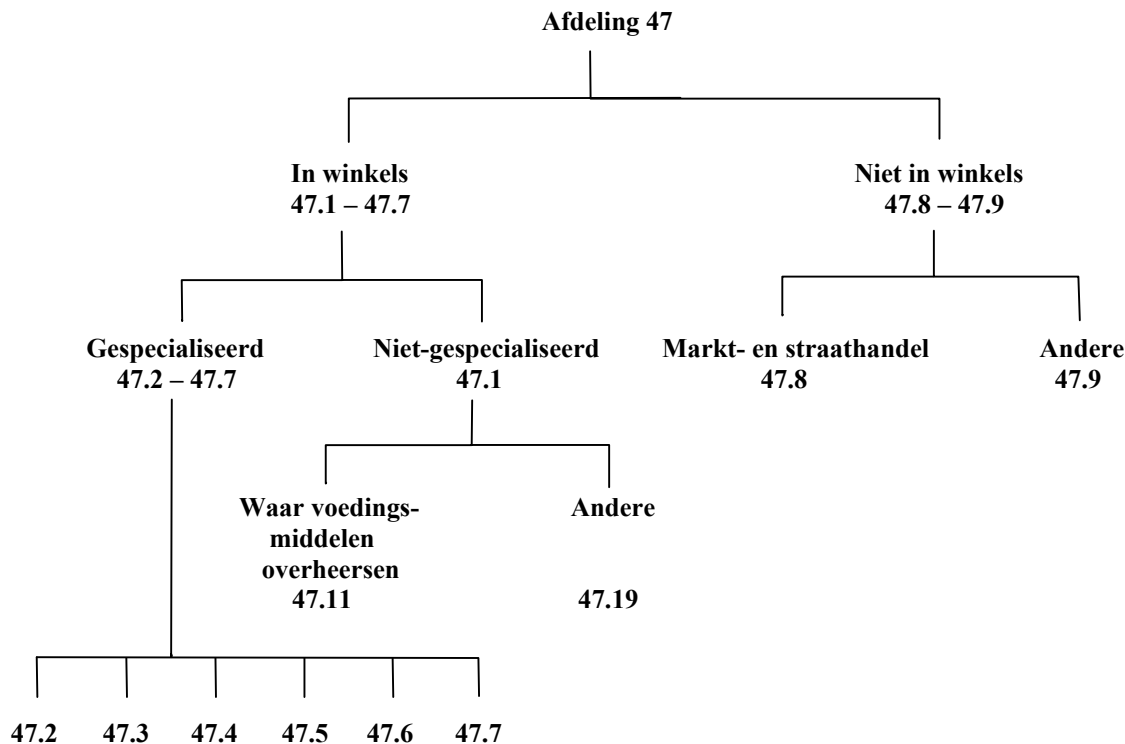 Afdeling 47
In winkels
47.1 – 47.7
Niet in winkels
47.8 – 47.9
Gespecialiseerd
47.2 – 47.7
Niet-gespecialiseerd
47.1
Markt- en straathandel
47.8
Andere
47.9
Waar voedings-
middelen
overheersen
47.11
Andere
47.19
47.2 47.3 47.4 47.5 47.6 47.7